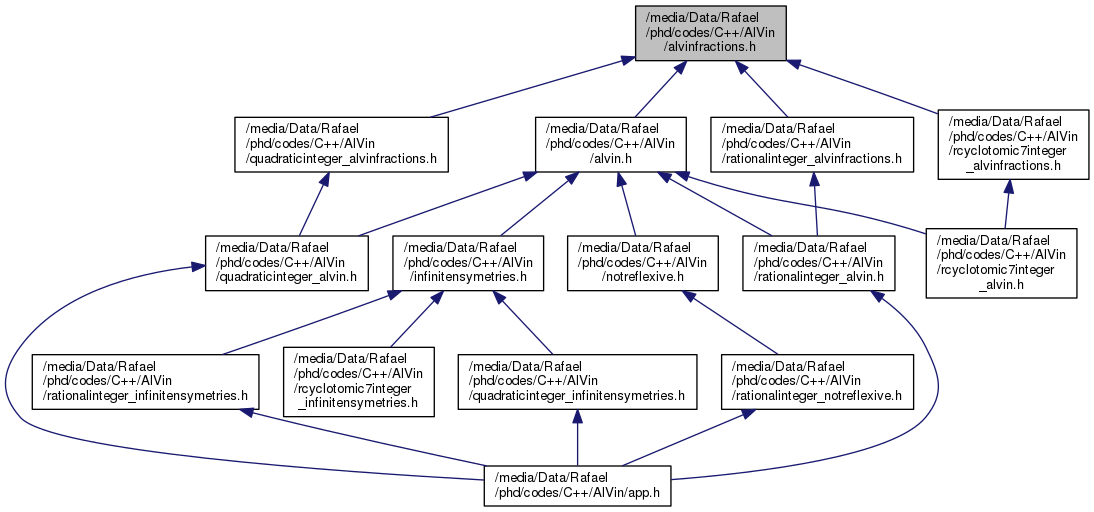 /media/Data/Rafael
/phd/codes/C++/AlVin
/alvinfractions.h
/media/Data/Rafael
/phd/codes/C++/AlVin
/quadraticinteger_alvinfractions.h
/media/Data/Rafael
/phd/codes/C++/AlVin
/alvin.h
/media/Data/Rafael
/phd/codes/C++/AlVin
/rationalinteger_alvinfractions.h
/media/Data/Rafael
/phd/codes/C++/AlVin
/rcyclotomic7integer
_alvinfractions.h
/media/Data/Rafael
/phd/codes/C++/AlVin
/quadraticinteger_alvin.h
/media/Data/Rafael
/phd/codes/C++/AlVin
/infinitensymetries.h
/media/Data/Rafael
/phd/codes/C++/AlVin
/notreflexive.h
/media/Data/Rafael
/phd/codes/C++/AlVin
/rationalinteger_alvin.h
/media/Data/Rafael
/phd/codes/C++/AlVin
/rcyclotomic7integer
_alvin.h
/media/Data/Rafael
/phd/codes/C++/AlVin
/rationalinteger_infinitensymetries.h
/media/Data/Rafael
/phd/codes/C++/AlVin
/rcyclotomic7integer
_infinitensymetries.h
/media/Data/Rafael
/phd/codes/C++/AlVin
/quadraticinteger_infinitensymetries.h
/media/Data/Rafael
/phd/codes/C++/AlVin
/rationalinteger_notreflexive.h
/media/Data/Rafael
/phd/codes/C++/AlVin/app.h